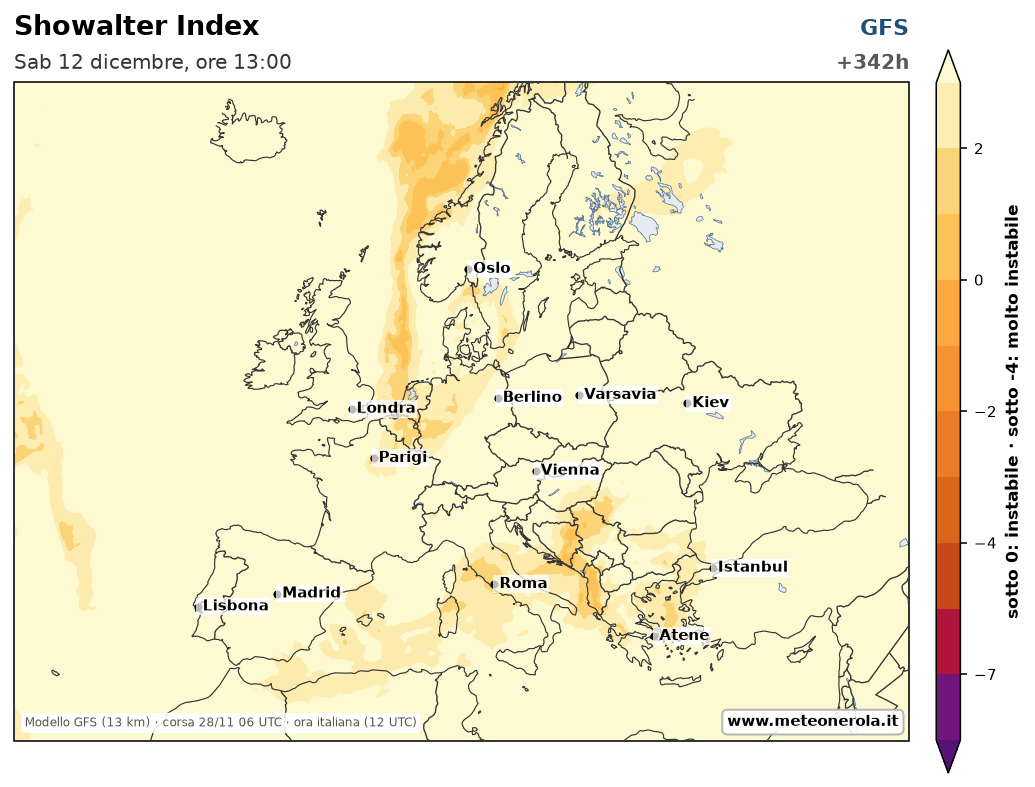 Showalter Index
GFS
Sab 12 dicembre, ore 13:00
+342h
Oslo
Londra
Berlino
Varsavia
Kiev
Parigi
Vienna
Roma
Istanbul
Madrid
Lisbona
Atene
Modello GFS (13 km) · corsa 28/11 06 UTC · ora italiana (12 UTC)
www.meteonerola.it
2
0
−2
−4
−7
sotto 0: instabile · sotto -4: molto instabile